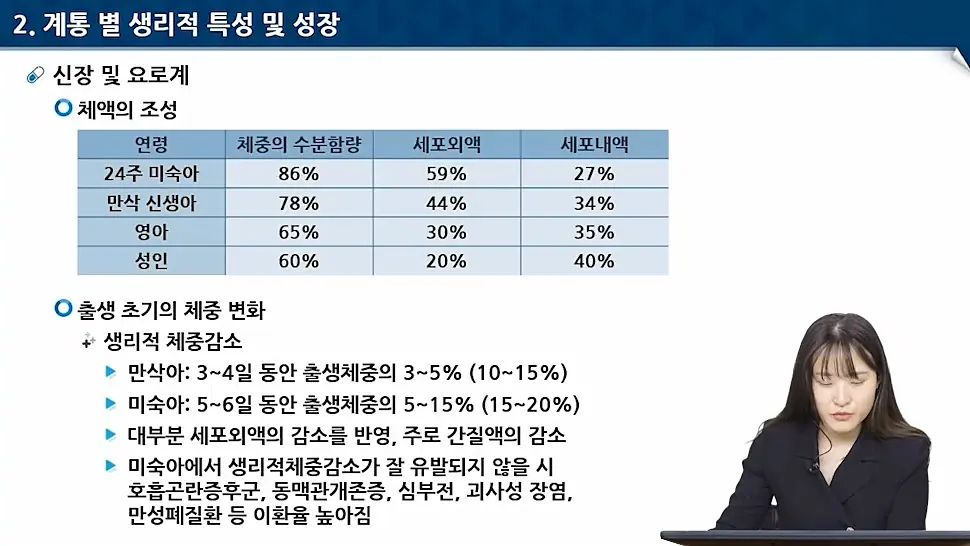 2. 계통 별 생리적 특성 및 성장
신장 및 요로계
체액의 조성
연령 체중의 수분함량 세포외액 세포내액
24주 미숙아 86% 59% 27%
만삭 신생아 78% 44% 34%
영아 65% 30% 35%
성인 60% 20% 40%
출생 초기의 체중 변화
생리적 체중감소
만삭아: 3~4일 동안 출생체중의 3~5% (10~15%)
미숙아: 5~6일 동안 출생체중의 5~15% (15~20%)
대부분 세포외액의 감소를 반영, 주로 간질액의 감소
미숙아에서 생리적체중감소가 잘 유발되지 않을 시
호흡곤란증후군, 동맥관개존증, 심부전, 괴사성 장염,
만성폐질환 등 이환율 높아짐